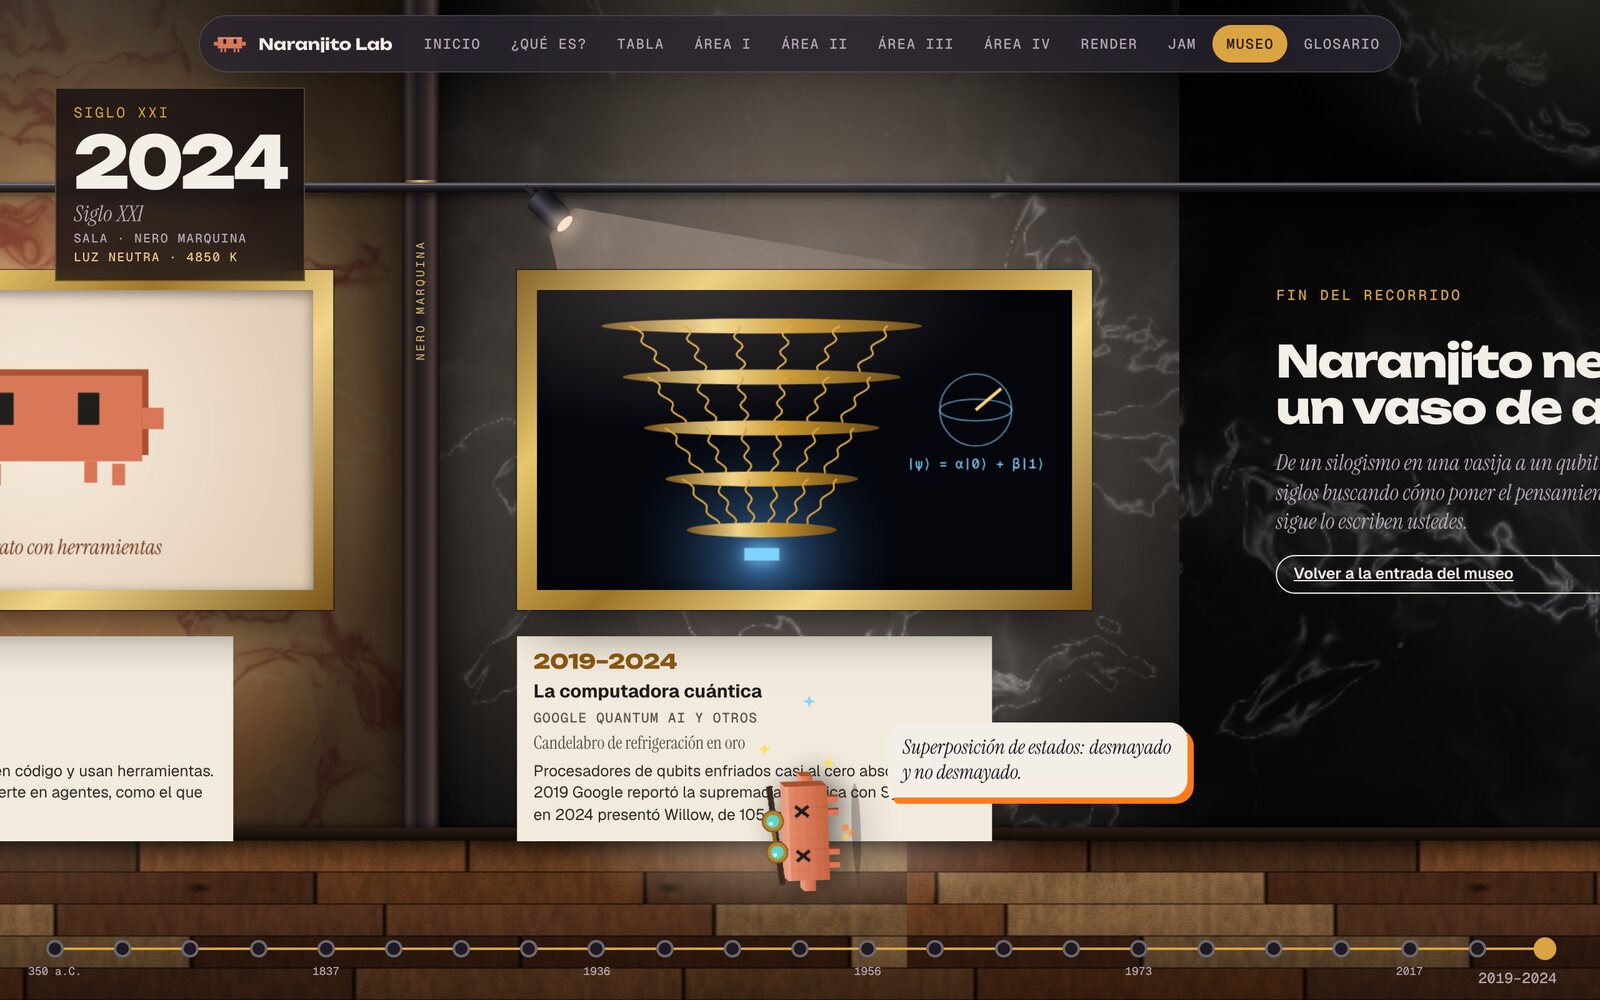 Naranjito Lab INICIO ¿QUÉ ES? TABLA ÁREA I ÁREA II ÁREA III ÁREA IV RENDER JAM MUSEO GLOSARIO
SIGLO XXI
2024
Siglo XXI
SALA · NERO MARQUINA
LUZ NEUTRA · 4850 K
NERO MARQUINA
con herramientas
|ψ⟩ = α|0⟩ + β|1⟩
FIN DEL RECORRIDO
Naranjito
un vaso de
De un silogismo en una vasija a un qubit
siglos buscando cómo poner el
sigue lo escriben ustedes.
Volver a la entrada del museo
en código y usan herramientas.
en agentes, como el que
2019–2024
La computadora cuántica
GOOGLE QUANTUM AI Y OTROS
Candelabro de refrigeración en oro
Procesadores de qubits enfriados casi al cero
2019 Google reportó la con
en 2024 presentó Willow, de 105
Superposición de estados: desmayado
y no desmayado.
350 a.C. 1837 1936 1956 1973 2017 2019–2024